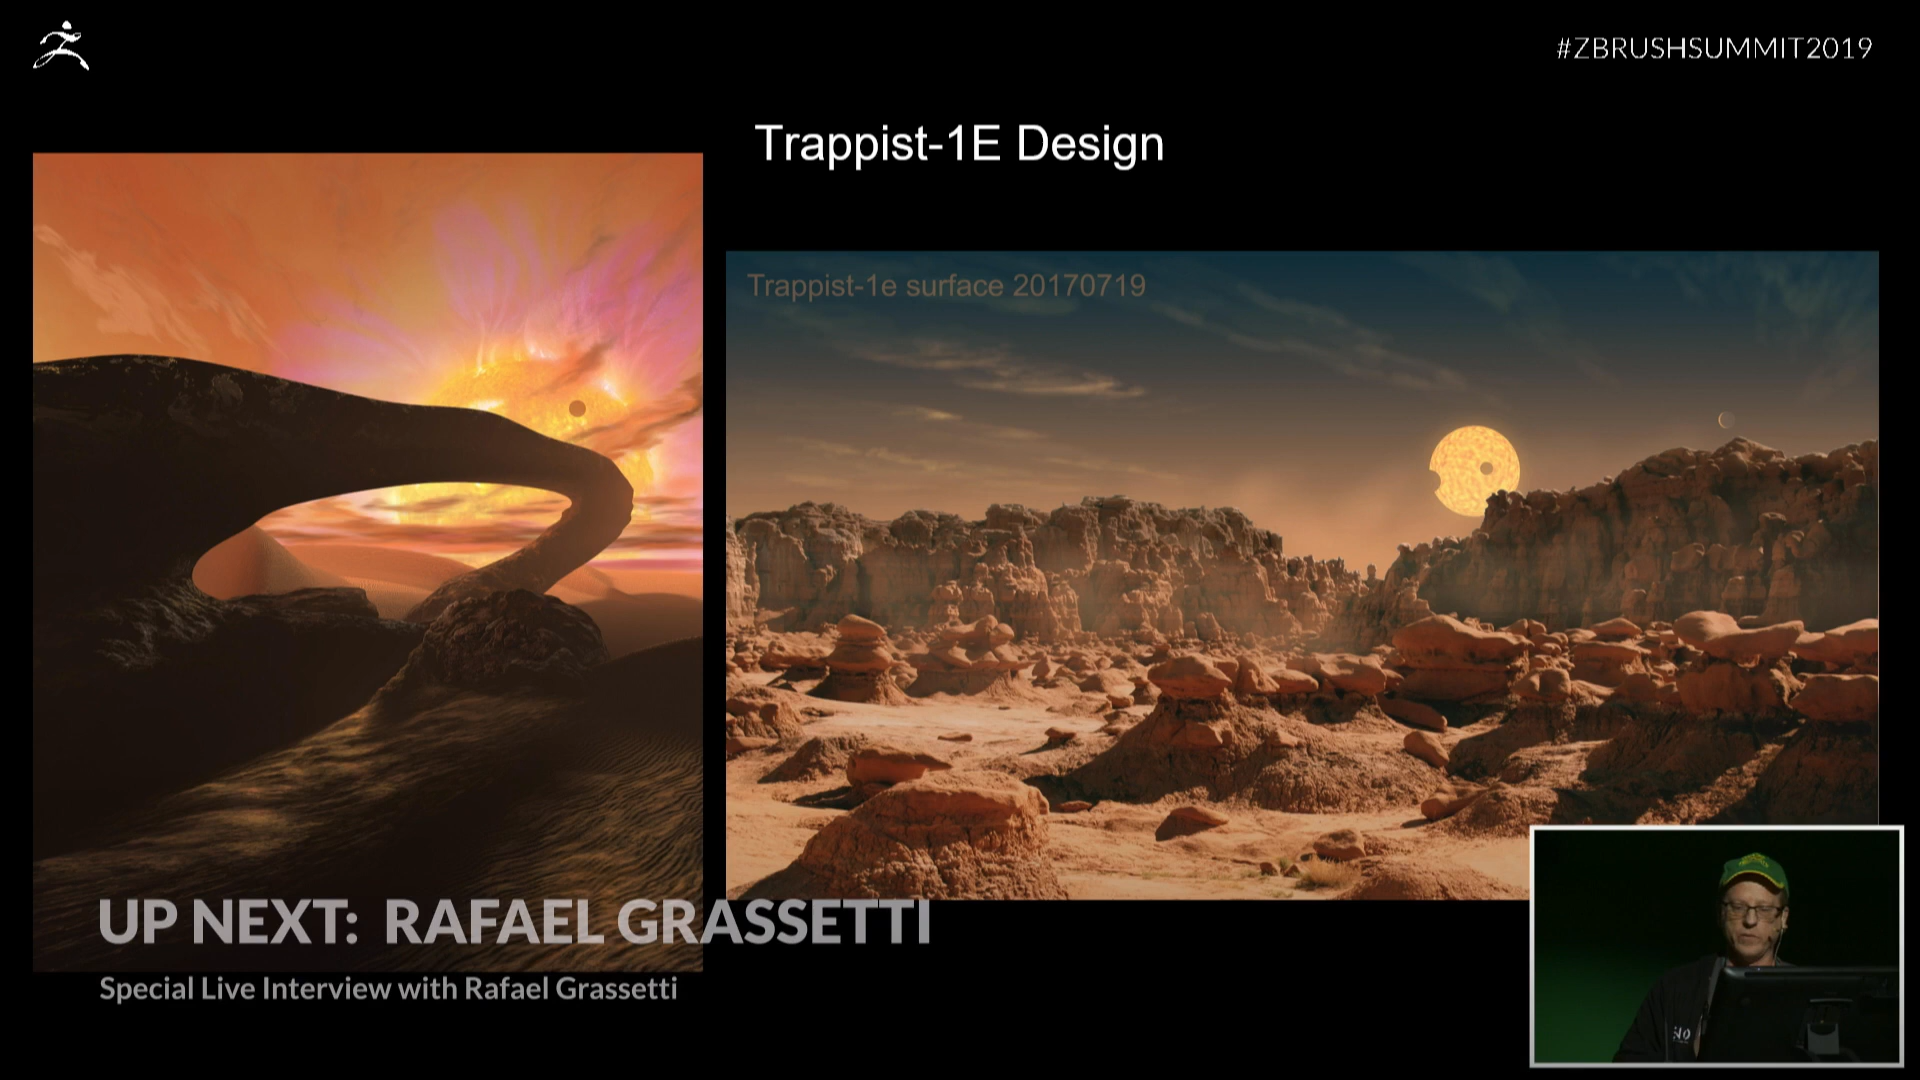 #ZBRUSHSUMMIT2019
Trappist-1E Design
Trappist-1e surface 20170719
UP NEXT: RAFAEL GRASSETTI
Special Live Interview with Rafael Grassetti